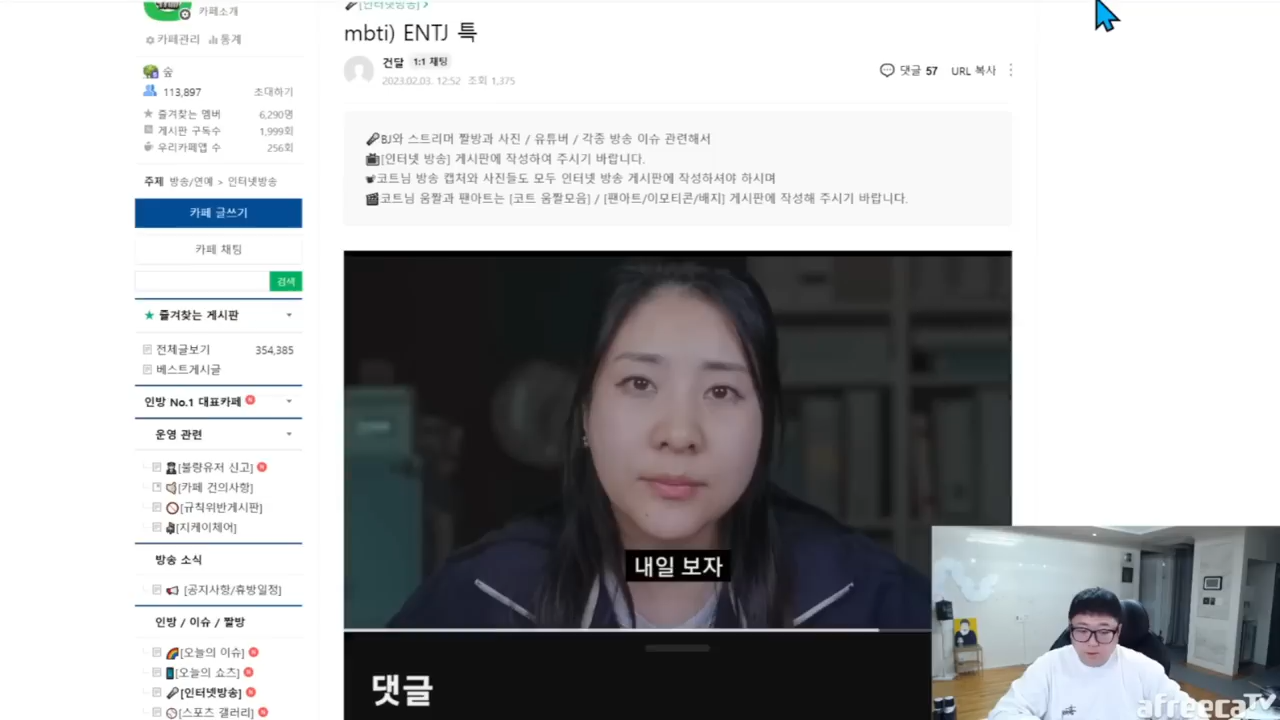 카페소개
카페관리 통계
숲
113,897 초대하기
즐겨찾는 멤버 6,290명
게시판 구독수 1,999회
우리카페앱 수 256회
주제 방송/연예 > 인터넷방송
카페 글쓰기
카페 채팅
검색
즐겨찾는 게시판
전체글보기 354,385
베스트게시글
인방 No.1 대표카페
운영 관련
[불량유저 신고]
[카페 건의사항]
[규칙위반게시판]
[지케이체어]
방송 소식
[공지사항/휴방일정]
인방 / 이슈 / 짤방
[오늘의 이슈]
[오늘의 쇼츠]
[인터넷방송]
[스포츠 갤러리]
[인터넷방송] >
mbti) ENTJ 특
건달 1:1 채팅
2023.02.03. 12:52 조회 1,375
댓글 57 URL 복사
BJ와 스트리머 짤방과 사진 / 유튜버 / 각종 방송 이슈 관련해서
[인터넷 방송] 게시판에 작성하여 주시기 바랍니다.
코트님 방송 캡처와 사진들도 모두 인터넷 방송 게시판에 작성하셔야 하시며
코트님 움짤과 팬아트는 [코트 움짤모음] / [팬아트/이모티콘/배지] 게시판에 작성해 주시기 바랍니다.
내일 보자
댓글
afreecaTV